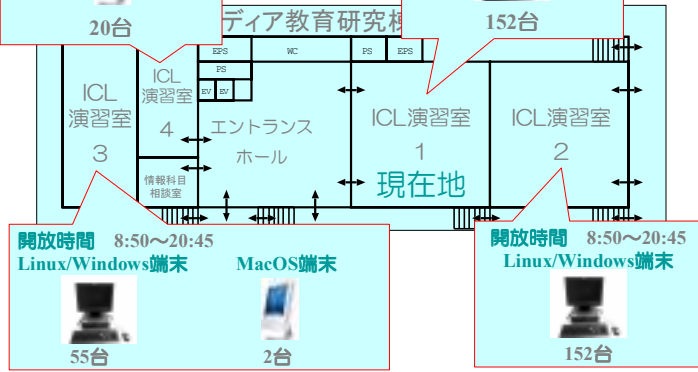 20台
ディア教育研究棟
152台
EPS
WC
PS
EPS
PS
EV
EV
ICL
演習室
3
ICL
演習室
4
情報科目
相談室
エントランス
ホール
ICL演習室
1
現在地
ICL演習室
2
開放時間 8:50～20:45
Linux/Windows端末 MacOS端末
55台 2台
開放時間 8:50～20:45
Linux/Windows端末
152台